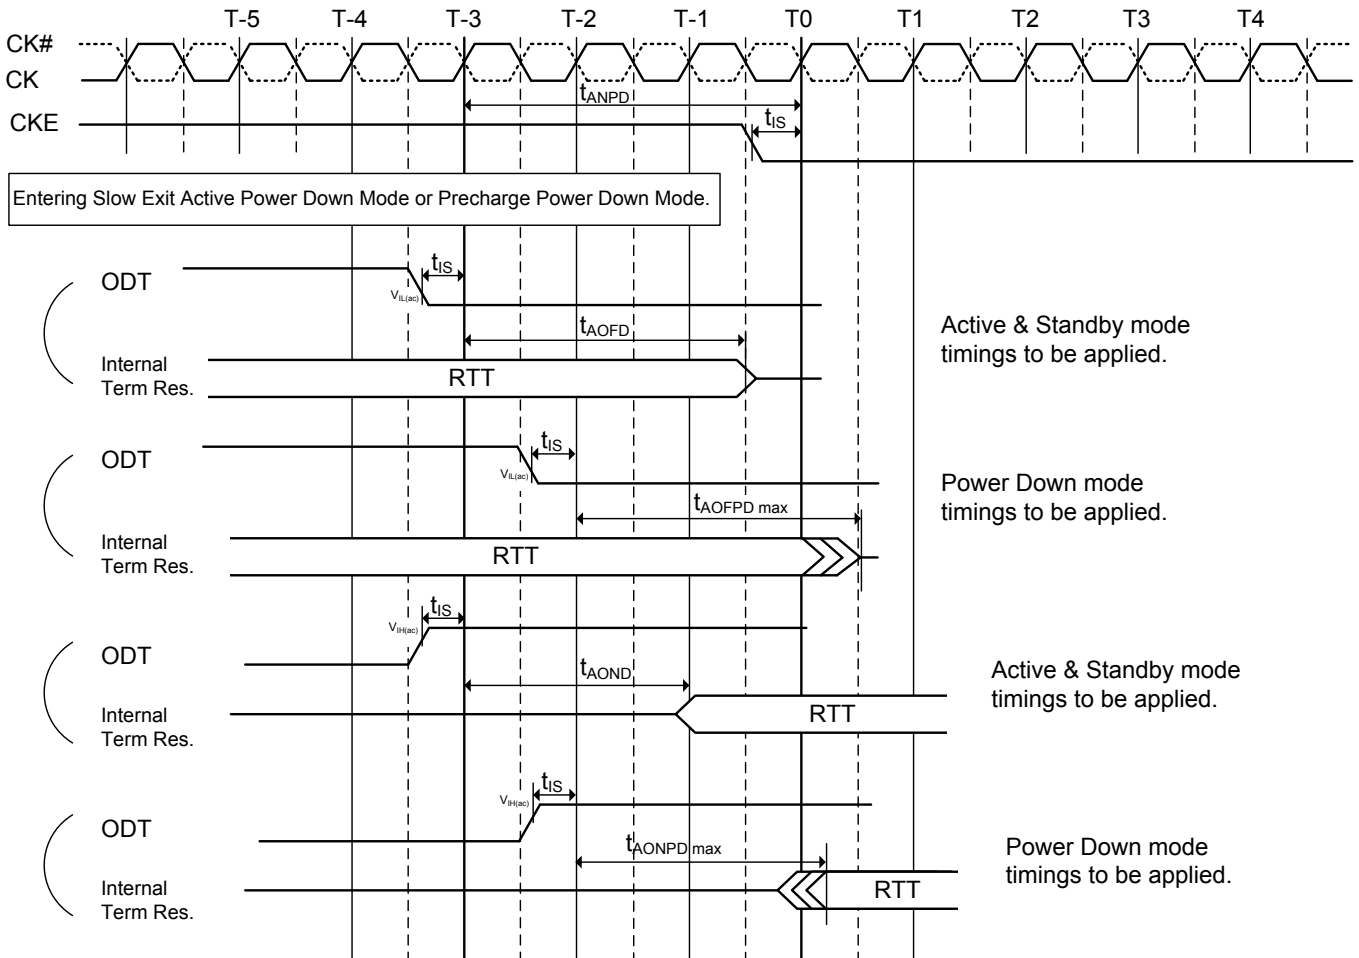 T-5 T-4 T-3 T-2 T-1 T0 T1 T2 T3 T4
CK#
CK
tANPD
CKE
tIS
Entering Slow Exit Active Power Down Mode or Precharge Power Down Mode.
ODT
tIS
VIL(ac)
tAOFD
Internal
Term Res.
RTT
Active & Standby mode
timings to be applied.
ODT
tIS
VIL(ac)
tAOFPD max
Internal
Term Res.
RTT
Power Down mode
timings to be applied.
ODT
tIS
VIH(ac)
tAOND
Internal
Term Res.
RTT
Active & Standby mode
timings to be applied.
ODT
tIS
VIH(ac)
tAONPD max
Internal
Term Res.
RTT
Power Down mode
timings to be applied.